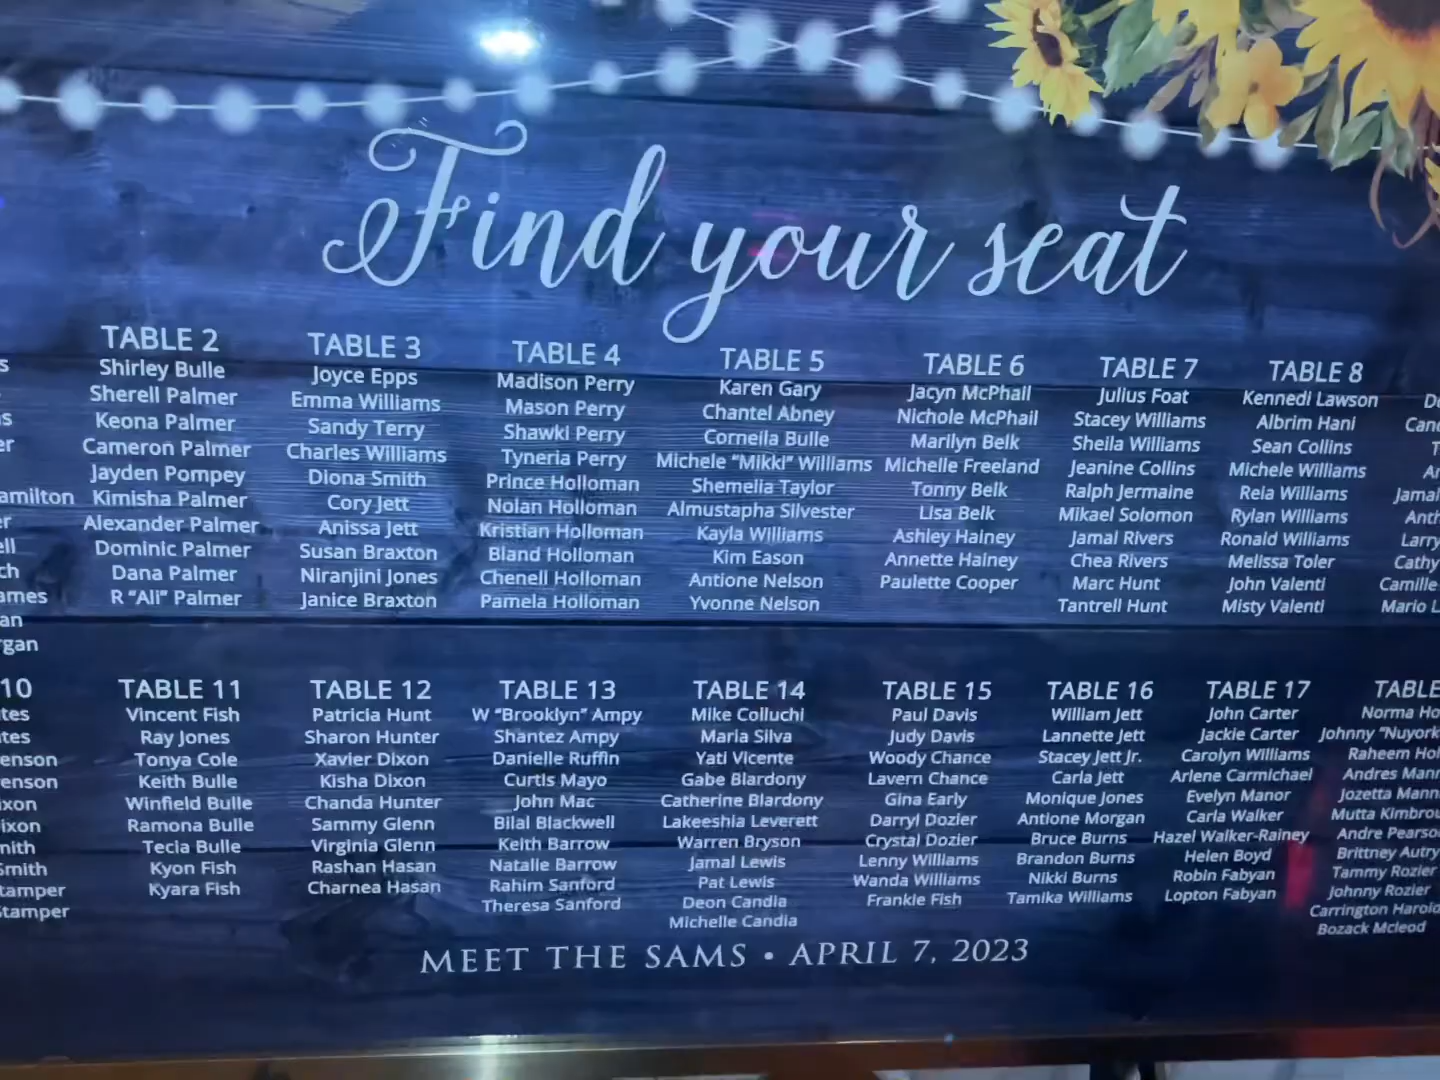 Find your seat
TABLE 2
Shirley Bulle
Sherell Palmer
Keona Palmer
Cameron Palmer
Jayden Pompey
Kimisha Palmer
Alexander Palmer
Dominic Palmer
Dana Palmer
R “Ali” Palmer
TABLE 3
Joyce Epps
Emma Williams
Sandy Terry
Charles Williams
Diona Smith
Cory Jett
Anissa Jett
Susan Braxton
Niranjini Jones
Janice Braxton
TABLE 4
Madison Perry
Mason Perry
Shawki Perry
Tyneria Perry
Prince Holloman
Nolan Holloman
Kristian Holloman
Bland Holloman
Chenell Holloman
Pamela Holloman
TABLE 5
Karen Gary
Chantel Abney
Corneila Bulle
Michele “Mikki” Williams
Shemelia Taylor
Almustapha Silvester
Kayla Williams
Kim Eason
Antione Nelson
Yvonne Nelson
TABLE 6
Jacyn McPhail
Nichole McPhail
Marilyn Belk
Michelle Freeland
Tonny Belk
Lisa Belk
Ashley Hainey
Annette Hainey
Paulette Cooper
TABLE 7
Julius Foat
Stacey Williams
Sheila Williams
Jeanine Collins
Ralph Jermaine
Mikael Solomon
Jamal Rivers
Chea Rivers
Marc Hunt
Tantrell Hunt
TABLE 8
Kennedi Lawson
Albrim Hani
Sean Collins
Michele Williams
Reia Williams
Rylan Williams
Ronald Williams
Melissa Toler
John Valenti
Misty Valenti
Larry
Cathy
Camille
Mario
10
TABLE 11
Vincent Fish
Ray Jones
Tonya Cole
Keith Bulle
Winfield Bulle
Ramona Bulle
Tecia Bulle
Kyon Fish
Kyara Fish
TABLE 12
Patricia Hunt
Sharon Hunter
Xavier Dixon
Kisha Dixon
Chanda Hunter
Sammy Glenn
Virginia Glenn
Rashan Hasan
Charnea Hasan
TABLE 13
W “Brooklyn” Ampy
Shantez Ampy
Danielle Ruffin
Curtis Mayo
John Mac
Bilal Blackwell
Keith Barrow
Natalie Barrow
Rahim Sanford
Theresa Sanford
TABLE 14
Mike Colluchi
Maria Silva
Yati Vicente
Gabe Blardony
Catherine Blardony
Lakeeshia Leverett
Warren Bryson
Jamal Lewis
Pat Lewis
Deon Candia
Michelle Candia
TABLE 15
Paul Davis
Judy Davis
Woody Chance
Lavern Chance
Gina Early
Darryl Dozier
Crystal Dozier
Lenny Williams
Wanda Williams
Frankie Fish
TABLE 16
William Jett
Lannette Jett
Stacey Jett Jr.
Carla Jett
Monique Jones
Antione Morgan
Bruce Burns
Brandon Burns
Nikki Burns
Tamika Williams
TABLE 17
John Carter
Jackie Carter
Carolyn Williams
Arlene Carmichael
Evelyn Manor
Carla Walker
Hazel Walker-Rainey
Helen Boyd
Robin Fabyan
Lopton Fabyan
TABLE
Norma
Johnny
Raheem
Andres
Jozetta
Mutta
Andre
Brittney Autry
Tammy Rozier
Johnny Rozier
Carrington
Bozack Mcleod
MEET THE SAMS • APRIL 7, 2023